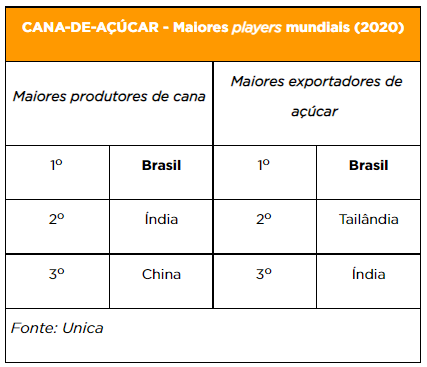 CANA-DE-AÇÚCAR - Maiores players mundiais (2020)
Maiores produtores de cana
Maiores exportadores de
açúcar
1º Brasil 1º Brasil
2º Índia 2º Tailândia
3º China 3º Índia
Fonte: Unica